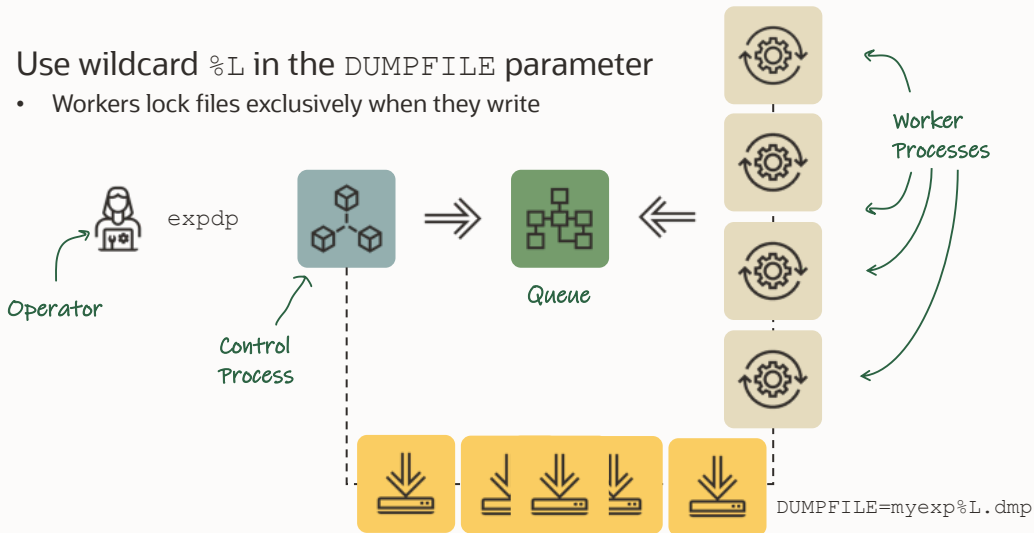 Use wildcard %L in the DUMPFILE parameter
• Workers lock files exclusively when they write
Worker
Processes
expdp
Operator
Queue
Control
Process
DUMPFILE=myexp%L.dmp